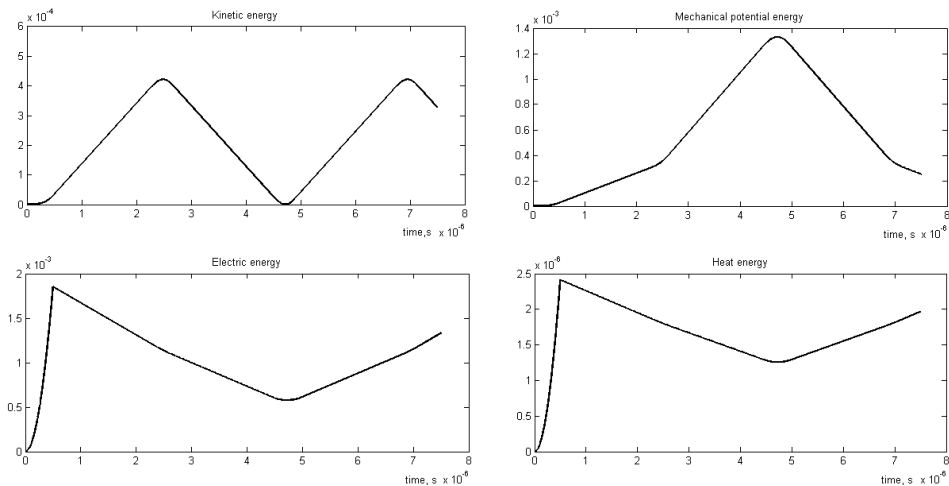 Kinetic energy
x 10⁻⁴
6
5
4
3
2
1
0
0 1 2 3 4 5 6 7 8
time,s x 10⁻⁶
Mechanical potential energy
x 10⁻³
1.4
1.2
1
0.8
0.6
0.4
0.2
0
0 1 2 3 4 5 6 7 8
time, s x 10⁻⁶
Electric energy
x 10⁻³
2
1.5
1
0.5
0
0 1 2 3 4 5 6 7 8
time, s x 10⁻⁶
Heat energy
x 10⁻⁶
2.5
2
1.5
1
0.5
0
0 1 2 3 4 5 6 7 8
time, s x 10⁻⁶